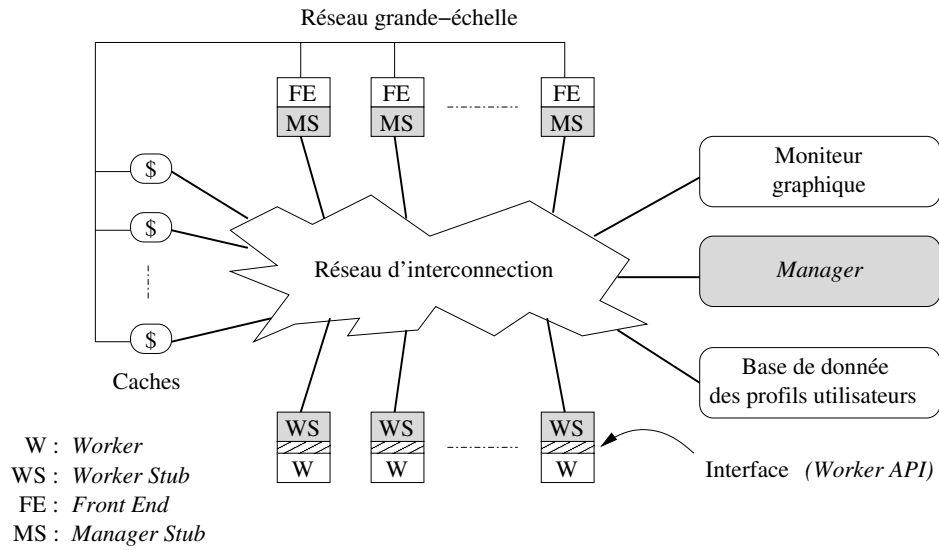 Réseau grande−échelle
FE FE FE
MS MS MS
$
$
$
Caches
Réseau d'interconnection
Moniteur
graphique
Manager
Base de donnée
des profils utilisateurs
WS WS WS
W W W
Interface (Worker API)
W : Worker
WS : Worker Stub
FE : Front End
MS : Manager Stub